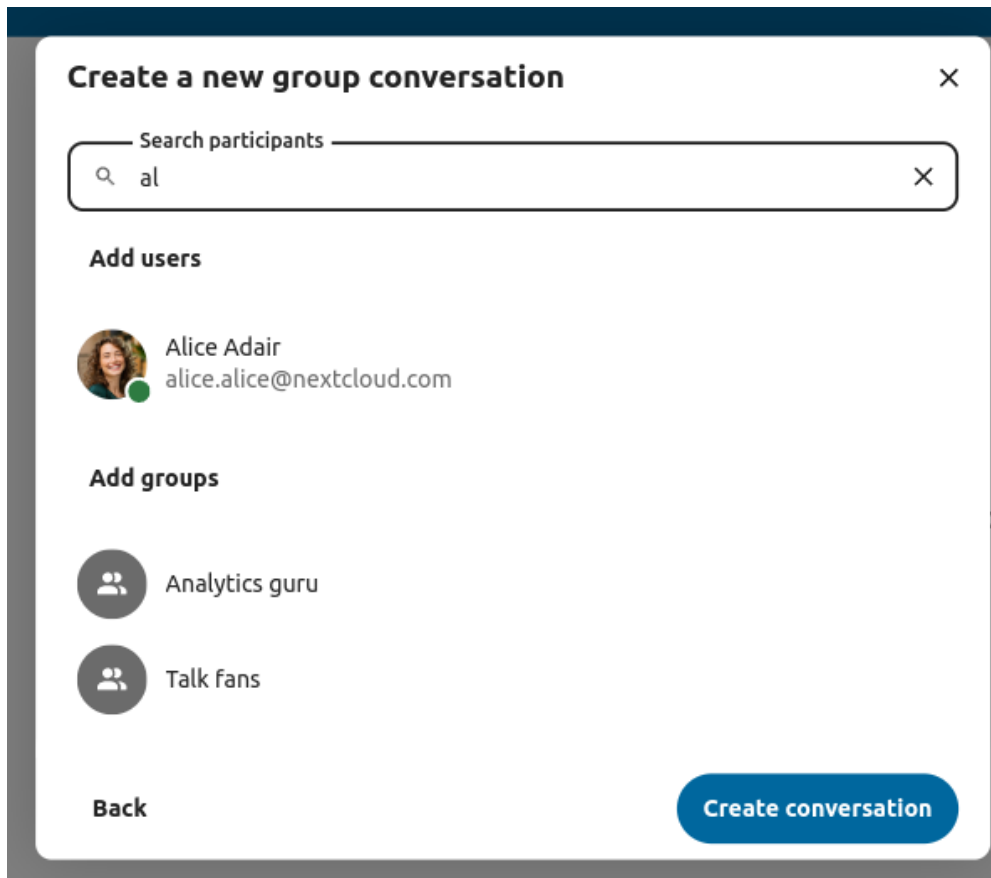 Create a new group conversation
Search participants
al
Add users
Alice Adair
alice.alice@nextcloud.com
Add groups
Analytics guru
Talk fans
Back
Create conversation